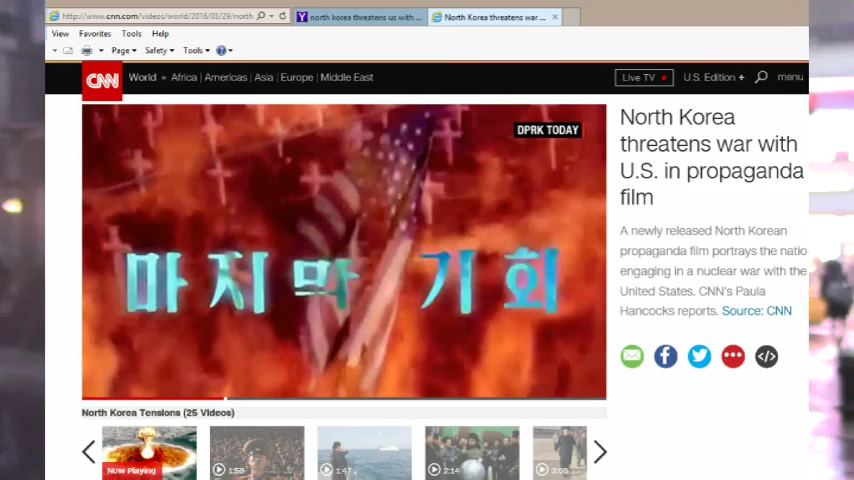 http://www.cnn.com/videos/world/2016/03/29/north
north korea threatens us with ...
North Korea threatens war ...
View Favorites Tools Help
Page Safety Tools
CNN World » Africa | Americas | Asia | Europe | Middle East
Live TV U.S. Edition + menu
DPRK TODAY
마지막 기회
North Korea
threatens war with
U.S. in propaganda
film
A newly released North Korean
propaganda film portrays the natio
engaging in a nuclear war with the
United States. CNN's Paula
Hancocks reports. Source: CNN
North Korea Tensions (25 Videos)
Now Playing
1:58
1:47
2:14
3:08